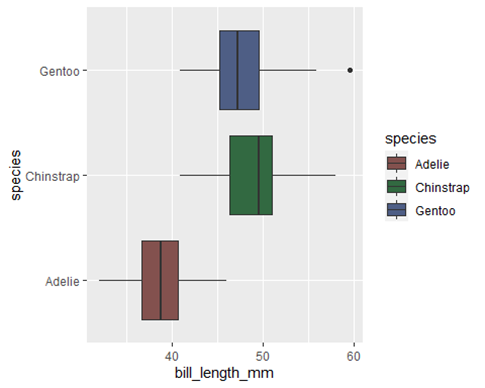 species
Gentoo
Chinstrap
Adelie
40 50 60
bill_length_mm
species
Adelie
Chinstrap
Gentoo